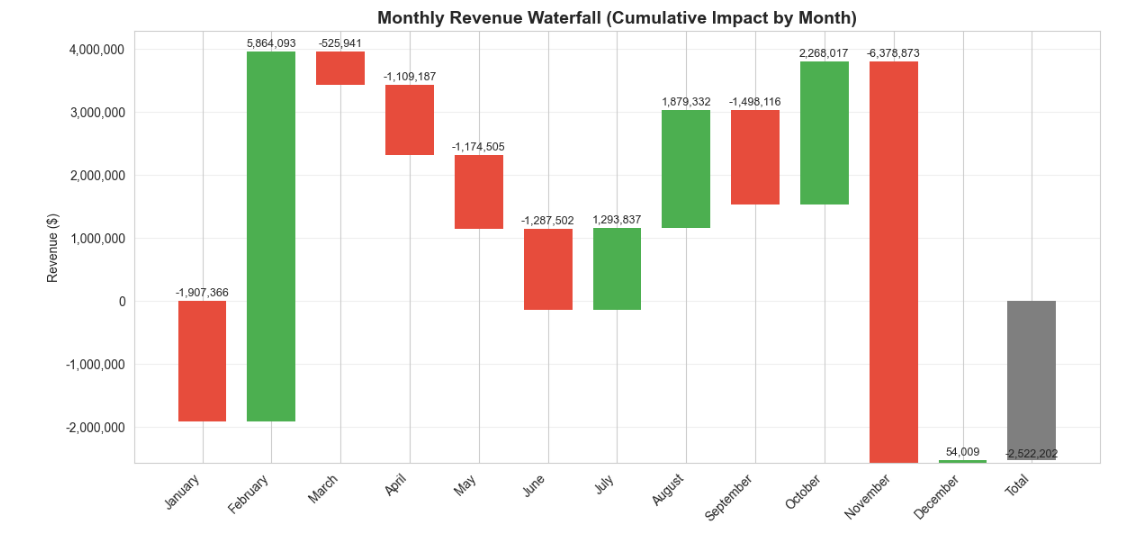 Monthly Revenue Waterfall (Cumulative Impact by Month)
Revenue ($)
4,000,000
3,000,000
2,000,000
1,000,000
0
-1,000,000
-2,000,000
-1,907,366
5,864,093
-525,941
-1,109,187
-1,174,505
-1,287,502
1,293,837
1,879,332
-1,498,116
2,268,017
-6,378,873
54,009
-2,522,202
January
February
March
April
May
June
July
August
September
October
November
December
Total